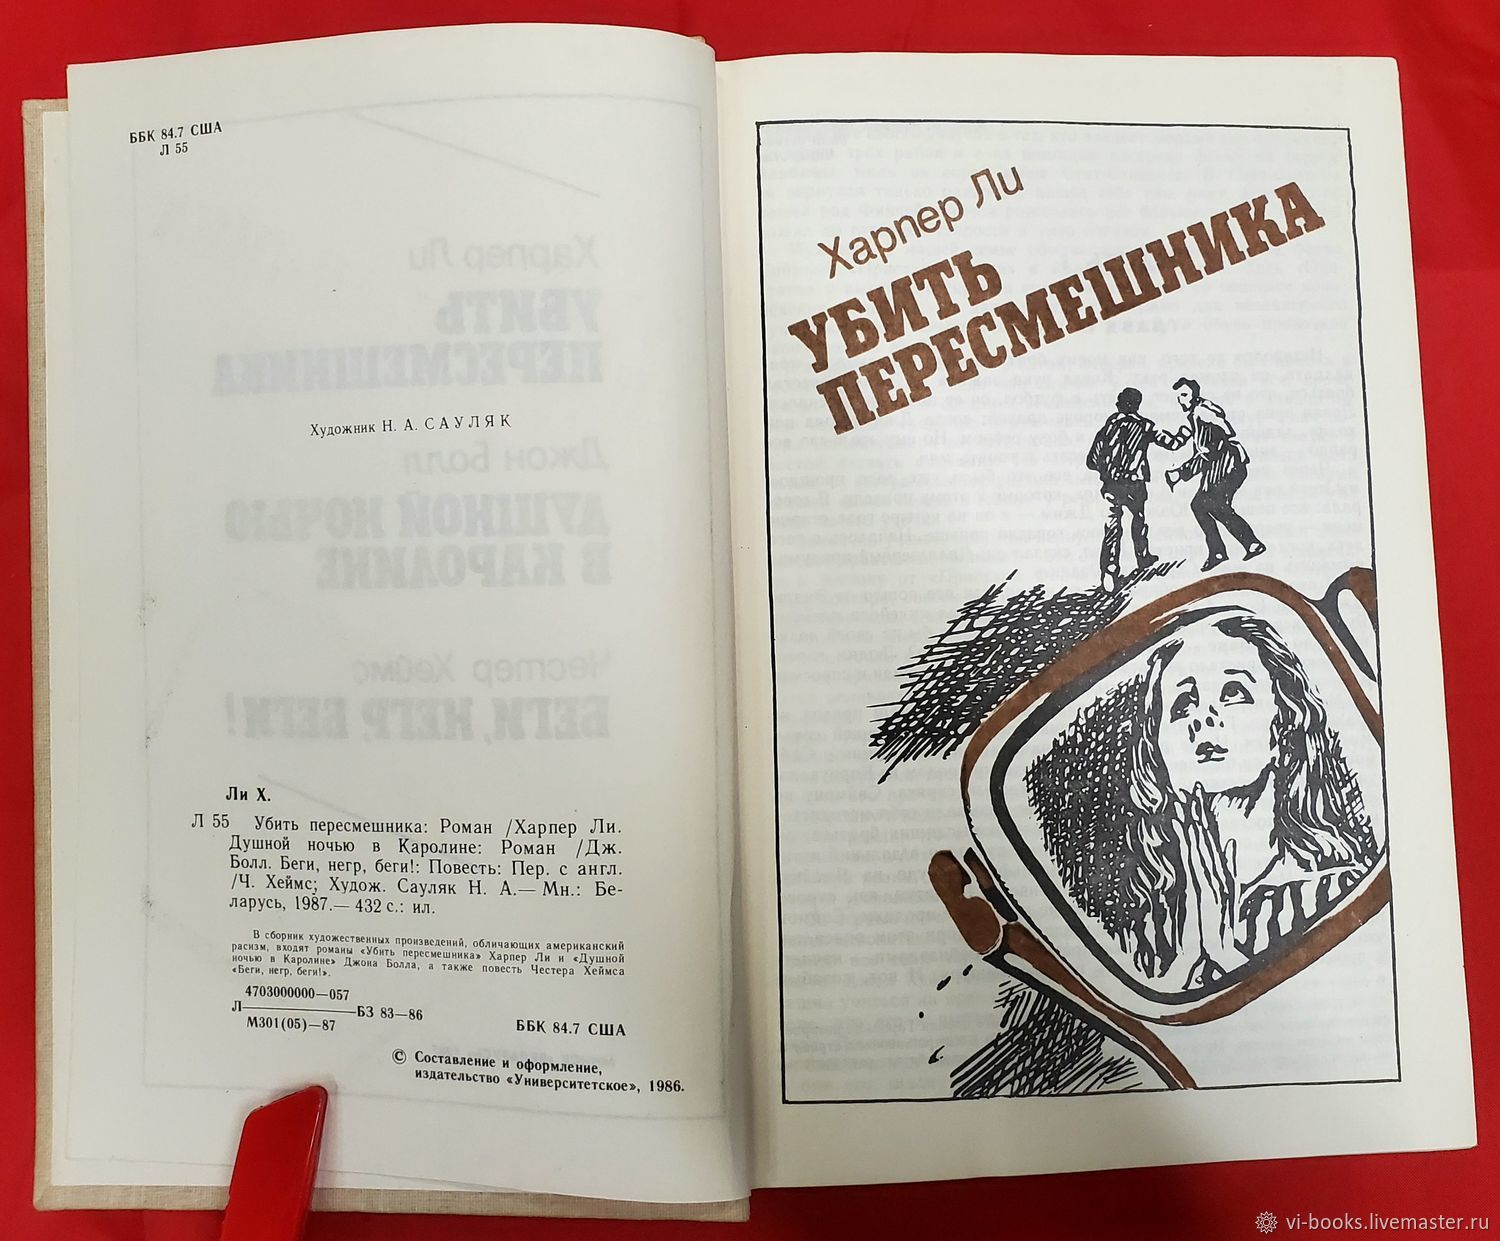 ББК 84.7 США
Л 55
Художник Н. А. САУЛЯК
Ли Х.
Л 55 Убить пересмешника: Роман /Харпер Ли.
Душной ночью в Каролине: Роман /Дж.
Болл. Беги, негр, беги!: Повесть: Пер. с англ.
/Ч. Хеймс; Худож. Сауляк Н. А.— Мн.: Бе-
ларусь, 1987.— 432 с.: ил.
В сборник художественных произведений, обличающих американский
расизм, входят романы «Убить пересмешника» Харпер Ли и «Душной
ночью в Каролине» Джона Болла, а также повесть Честера Хеймса
«Беги, негр, беги!».
4703000000—057
Л————БЗ 83—86
М301(05)—87
ББК 84.7 США
© Составление и оформление,
издательство «Университетское», 1986.
Харпер Ли
УБИТЬ
ПЕРЕСМЕШНИКА
vi-books.livemaster.ru